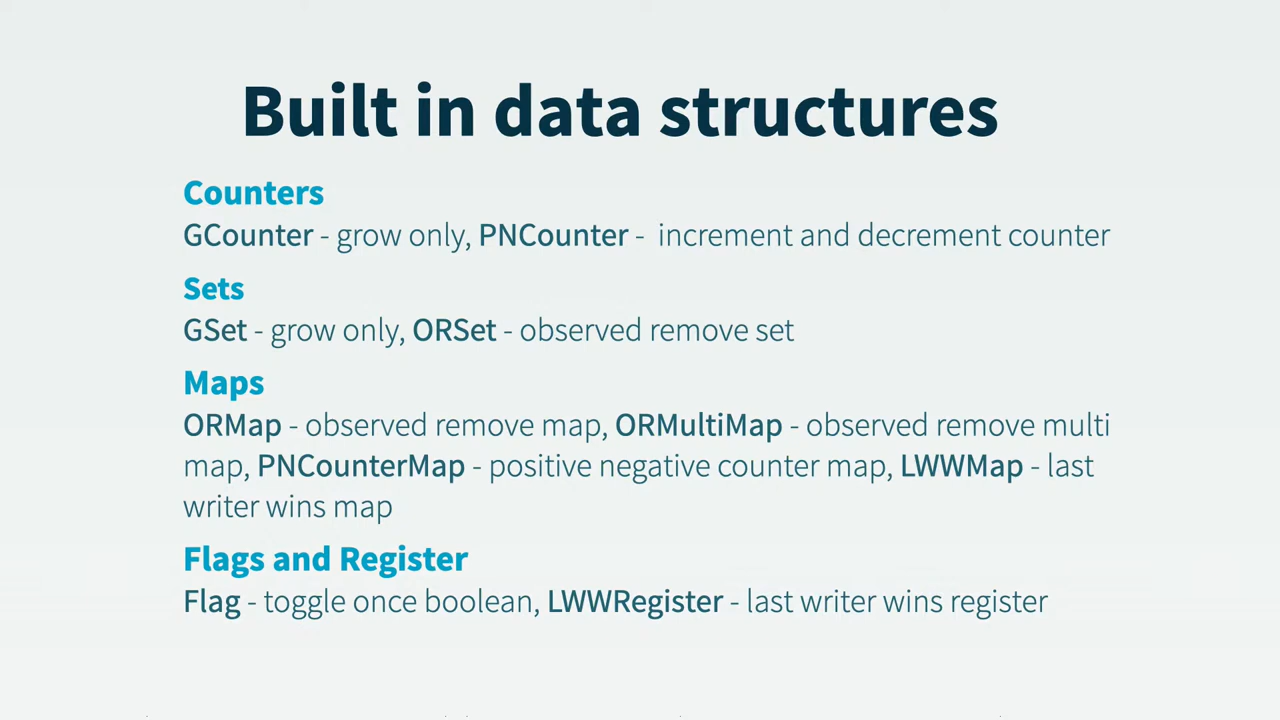 Built in data structures
Counters
GCounter - grow only, PNCounter - increment and decrement counter
Sets
GSet - grow only, ORSet - observed remove set
Maps
ORMap - observed remove map, ORMultiMap - observed remove multi
map, PNCounterMap - positive negative counter map, LWWMap - last
writer wins map
Flags and Register
Flag - toggle once boolean, LWWRegister - last writer wins register